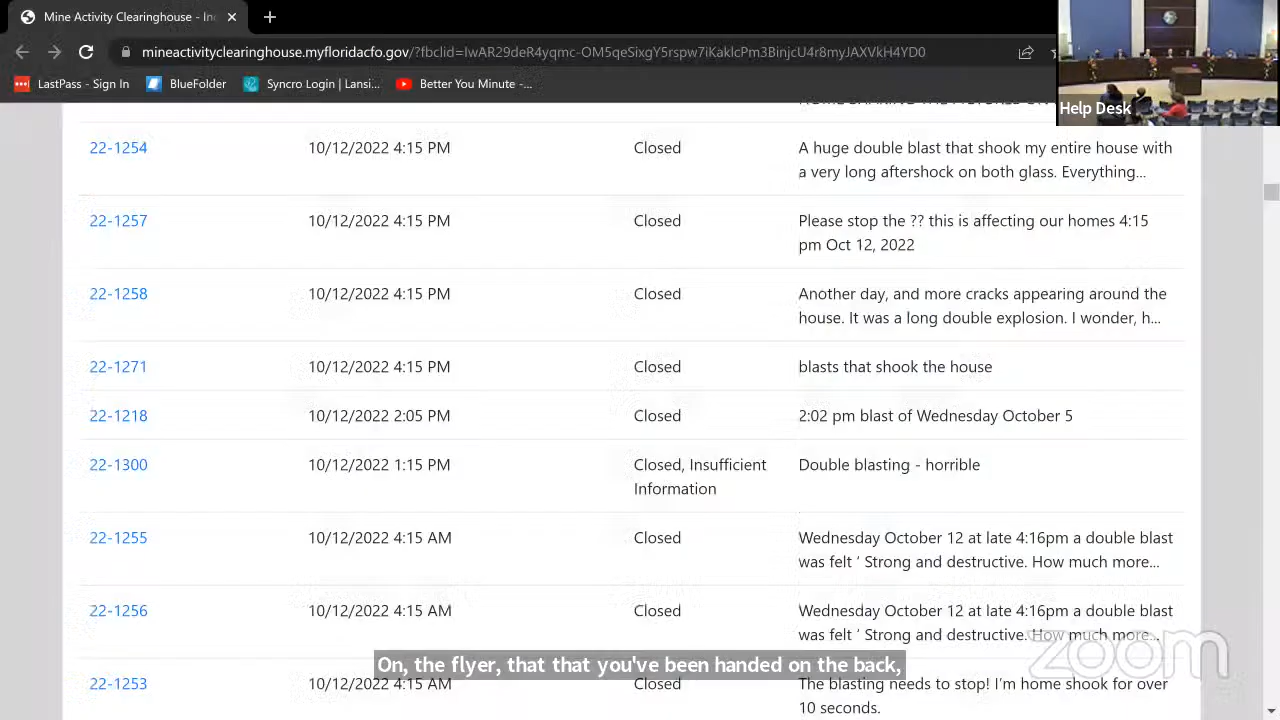 Mine Activity Clearinghouse - In
mineactivityclearinghouse.myfloridacfo.gov/?fbclid=IwAR29deR4yqmc-OM5qeSixgY5rspw7iKaklcPm3BinjcU4r8myJAXVkH4YD0
LastPass - Sign In BlueFolder Syncro Login | Lansi... Better You Minute -...
Help Desk
22-1254 10/12/2022 4:15 PM Closed A huge double blast that shook my entire house with
a very long aftershock on both glass. Everything...
22-1257 10/12/2022 4:15 PM Closed Please stop the ?? this is affecting our homes 4:15
pm Oct 12, 2022
22-1258 10/12/2022 4:15 PM Closed Another day, and more cracks appearing around the
house. It was a long double explosion. I wonder, h...
22-1271 10/12/2022 4:15 PM Closed blasts that shook the house
22-1218 10/12/2022 2:05 PM Closed 2:02 pm blast of Wednesday October 5
22-1300 10/12/2022 1:15 PM Closed, Insufficient Double blasting - horrible
Information
22-1255 10/12/2022 4:15 AM Closed Wednesday October 12 at late 4:16pm a double blast
was felt ‘ Strong and destructive. How much more...
22-1256 10/12/2022 4:15 AM Closed Wednesday October 12 at late 4:16pm a double blast
was felt ‘ Strong and destructive. How much more...
zoom
On, the flyer, that that you've been handed on the back,
22-1253 10/12/2022 4:15 AM Closed The blasting needs to stop! I'm home shook for over
10 seconds.